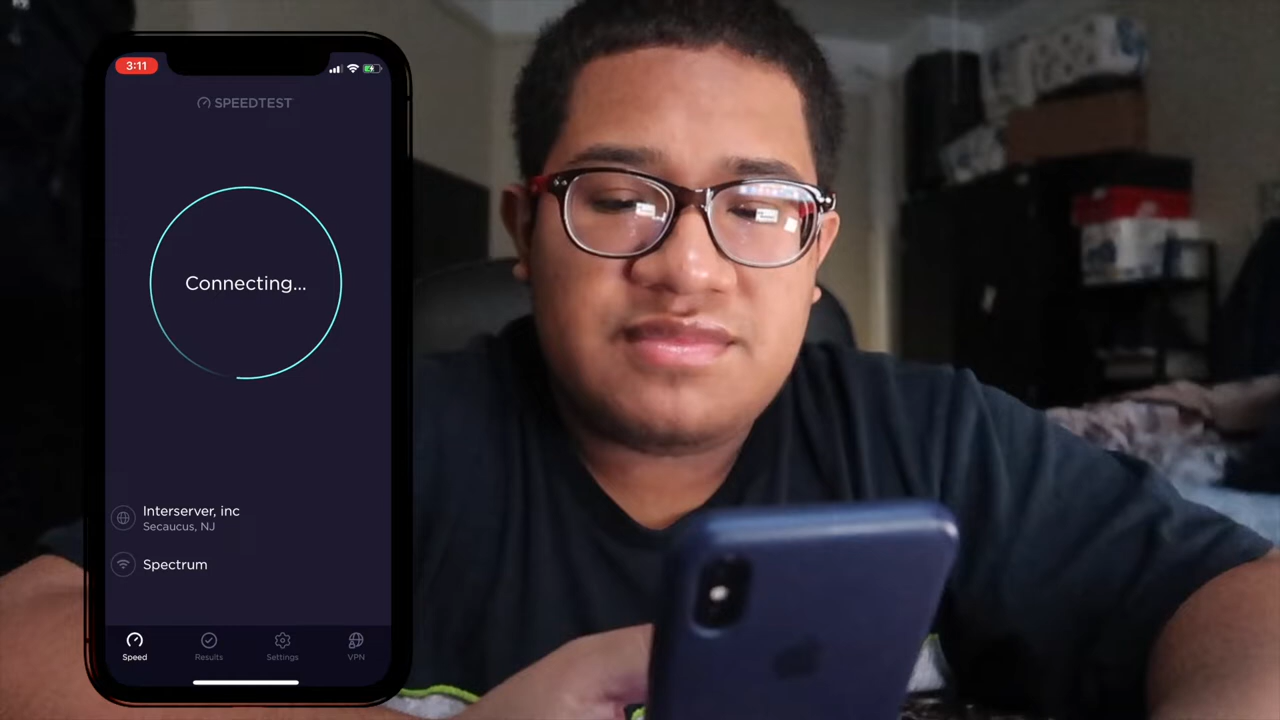 3:11
SPEEDTEST
Connecting...
Interserver, inc
Secaucus, NJ
Spectrum
Speed
Results
Settings
VPN